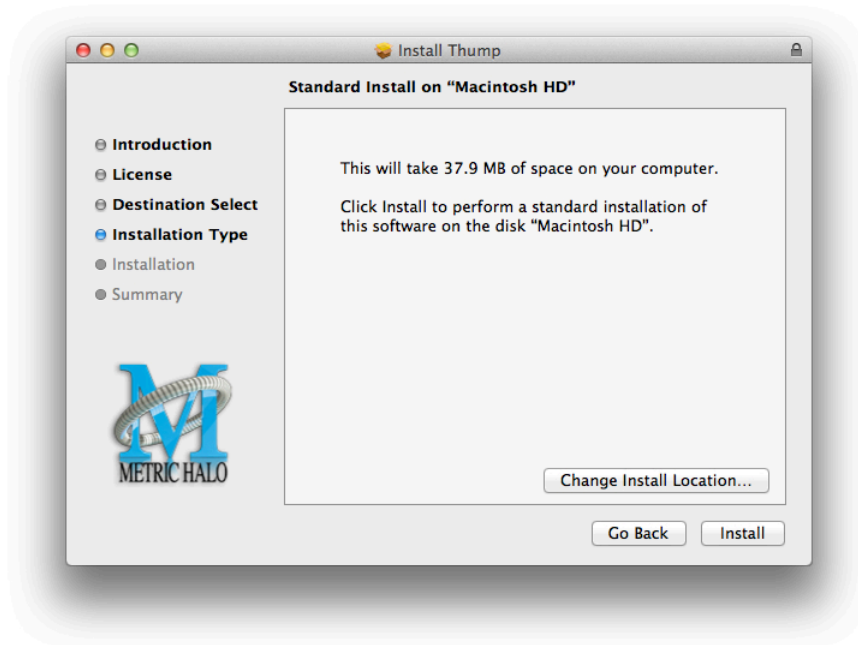 Install Thump
Standard Install on “Macintosh HD”
Introduction
License
Destination Select
Installation Type
Installation
Summary
This will take 37.9 MB of space on your computer.
Click Install to perform a standard installation of
this software on the disk “Macintosh HD”.
METRIC HALO
Change Install Location...
Go Back
Install